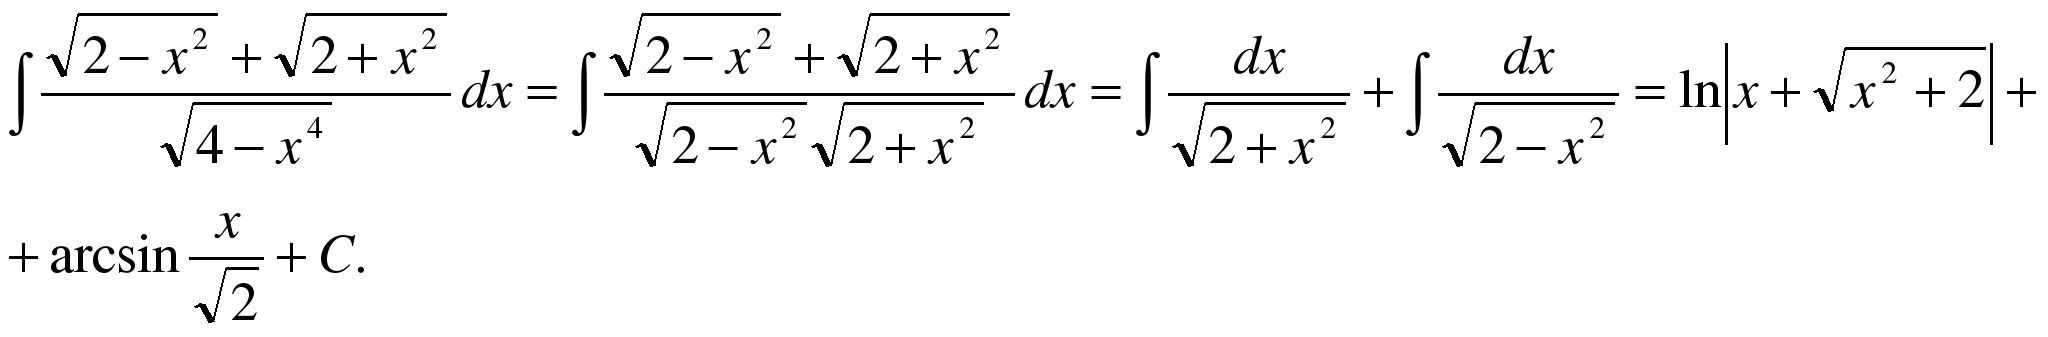 ∫ (√(2 − x²) + √(2 + x²)) / √(4 − x⁴) dx = ∫ (√(2 − x²) + √(2 + x²)) / (√(2 − x²) √(2 + x²)) dx = ∫ dx / √(2 + x²) + ∫ dx / √(2 − x²) = ln|x + √(x² + 2)| +
+ arcsin x / √2 + C.